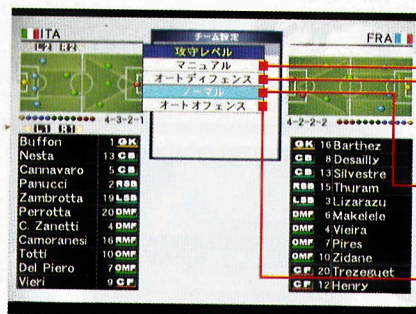 ITA
FRA
L2 R2
チーム設定
攻守レベル
マニュアル
オートディフェンス
ノーマル
オートオフェンス
4-3-2-1
4-2-2-2
L1 R1
Buffon 1 GK
Nesta 13 CB
Cannavaro 5 CB
Panucci 2 RSB
Zambrotta 19 LSB
Perrotta 20 DMF
C. Zanetti 4 DMF
Camoranesi 16 RMF
Totti 10 OMF
Del Piero 7 OMF
Vieri 9 CF
GK 16 Barthez
CB 8 Desailly
CB 13 Silvestre
RSB 15 Thuram
LSB 3 Lizarazu
DMF 6 Makelele
DMF 4 Vieira
OMF 7 Pires
OMF 10 Zidane
CF 20 Trezeguet
CF 12 Henry